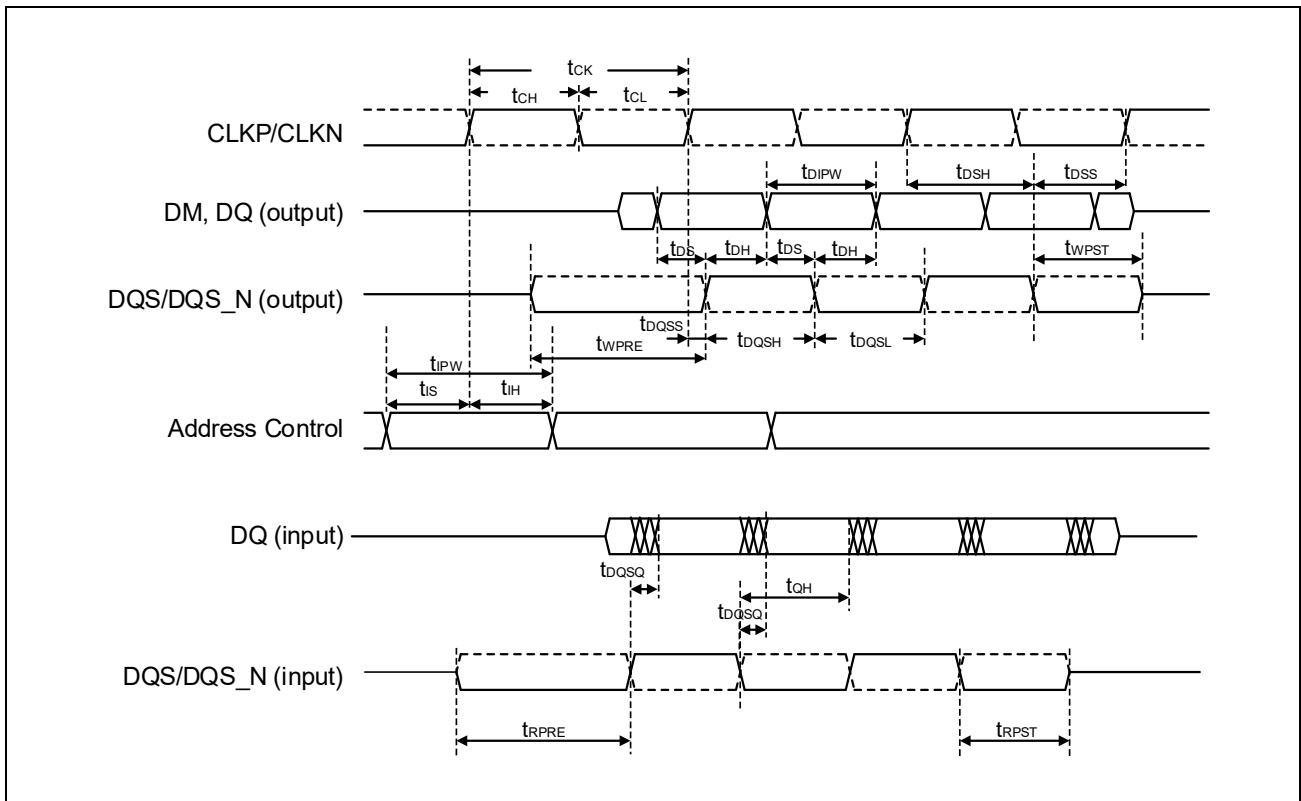 tCK
tCH tCL
CLKP/CLKN
tDIPW tDSH tDSS
DM, DQ (output)
tDS tDH tDS tDH tWPST
DQS/DQS_N (output)
tDQSS
tWPRE tDQSH tDQSL
tIPW
tIS tIH
Address Control
DQ (input)
tDQSQ tQH
tDQSQ
DQS/DQS_N (input)
tRPRE tRPST